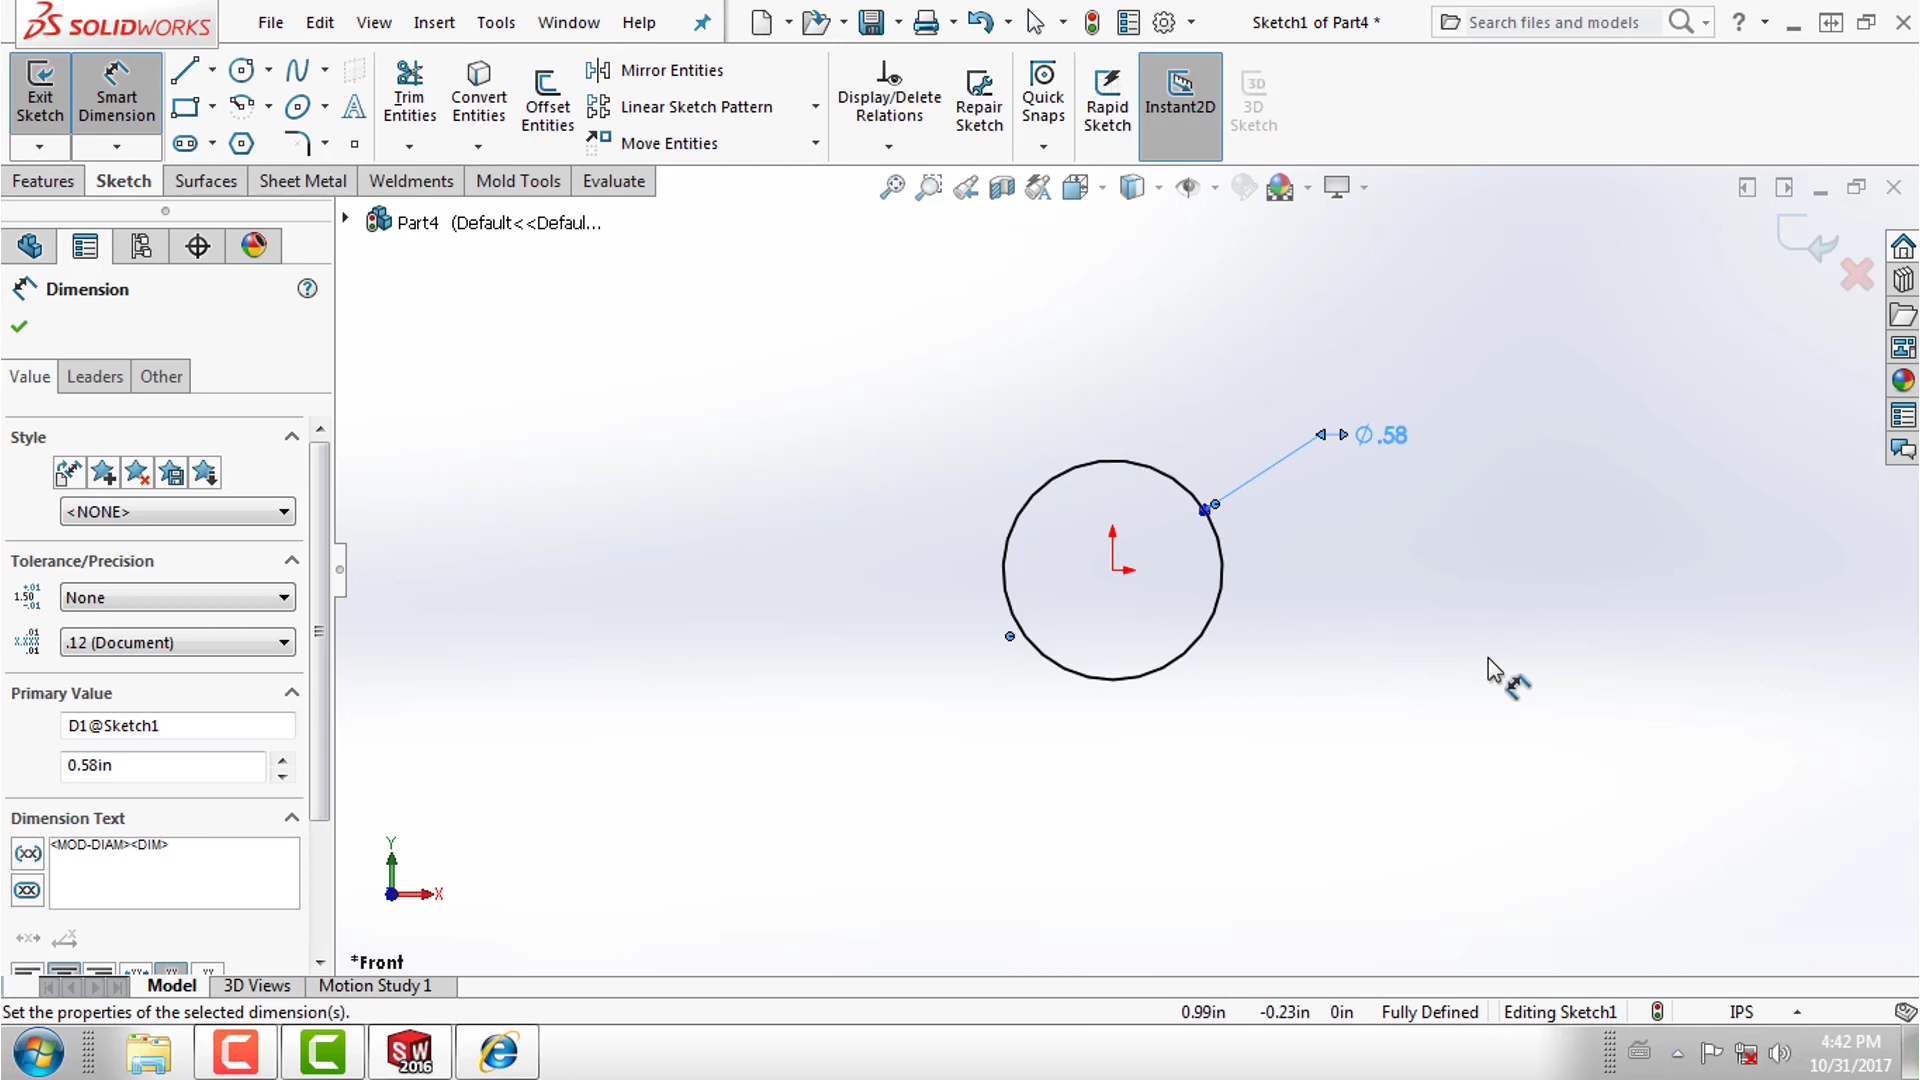 SOLIDWORKS
File Edit View Insert Tools Window Help
Sketch1 of Part4 *
Search files and models
Exit Sketch
Smart Dimension
Trim Entities
Convert Entities
Offset Entities
Mirror Entities
Linear Sketch Pattern
Move Entities
Display/Delete Relations
Repair Sketch
Quick Snaps
Rapid Sketch
Instant2D
3D Sketch
Features Sketch Surfaces Sheet Metal Weldments Mold Tools Evaluate
Part4 (Default<<Defaul...
Dimension
Value Leaders Other
Style
<NONE>
Tolerance/Precision
None
.12 (Document)
Primary Value
D1@Sketch1
0.58in
Dimension Text
<MOD-DIAM><DIM>
(xx)
xx
∅.58
Y
X
*Front
Model 3D Views Motion Study 1
Set the properties of the selected dimension(s).
0.99in -0.23in 0in Fully Defined Editing Sketch1 IPS
SW 2016
4:42 PM
10/31/2017